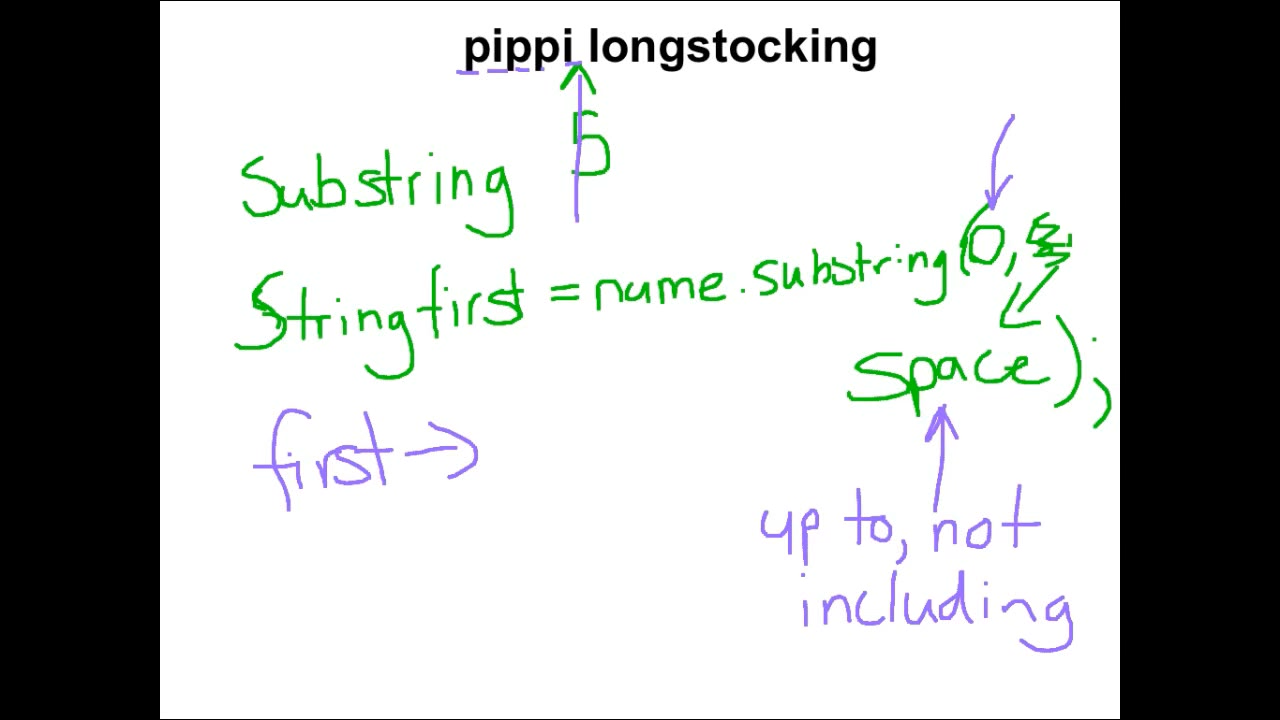 pippi longstocking
5
Substring
String first = name.substring(0,
space);
first →
up to, not
including